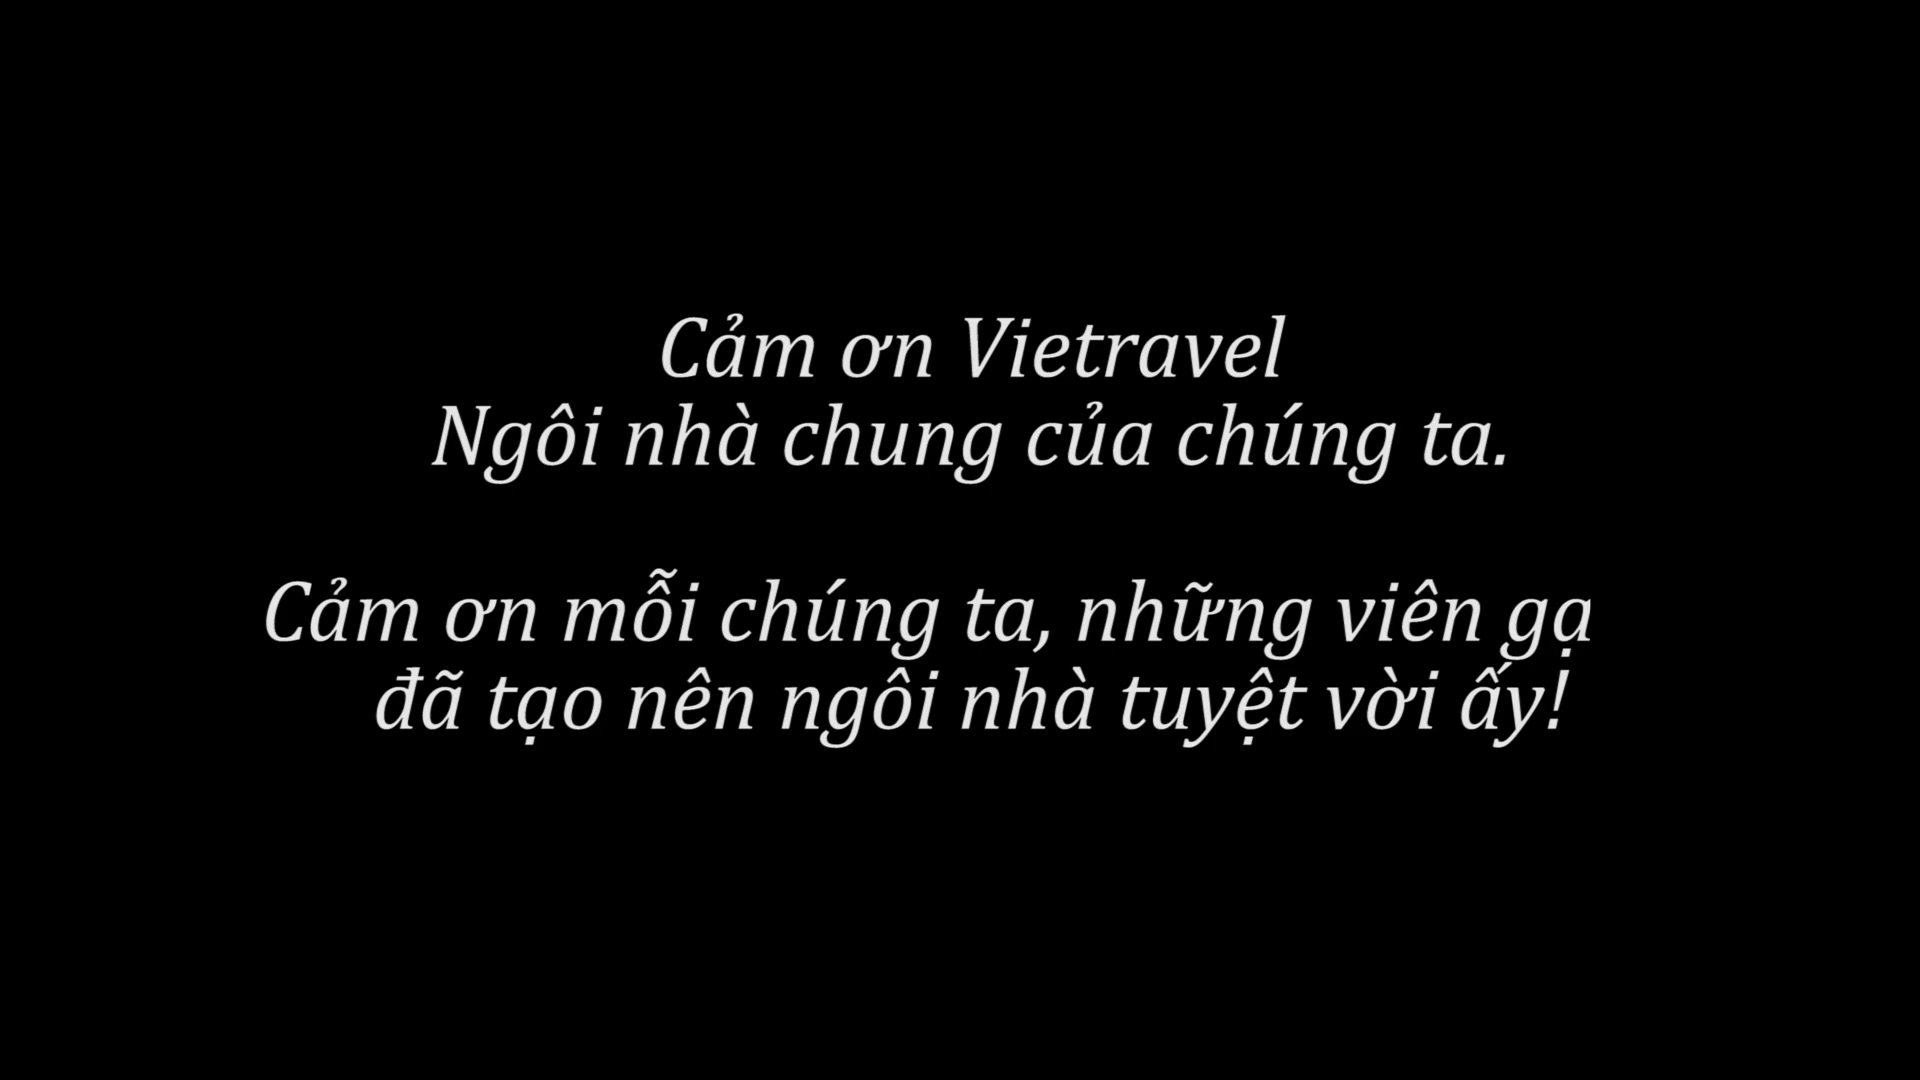 Cảm ơn Vietravel
Ngôi nhà chung của chúng ta.
Cảm ơn mỗi chúng ta, những viên gạ
đã tạo nên ngôi nhà tuyệt vời ấy!